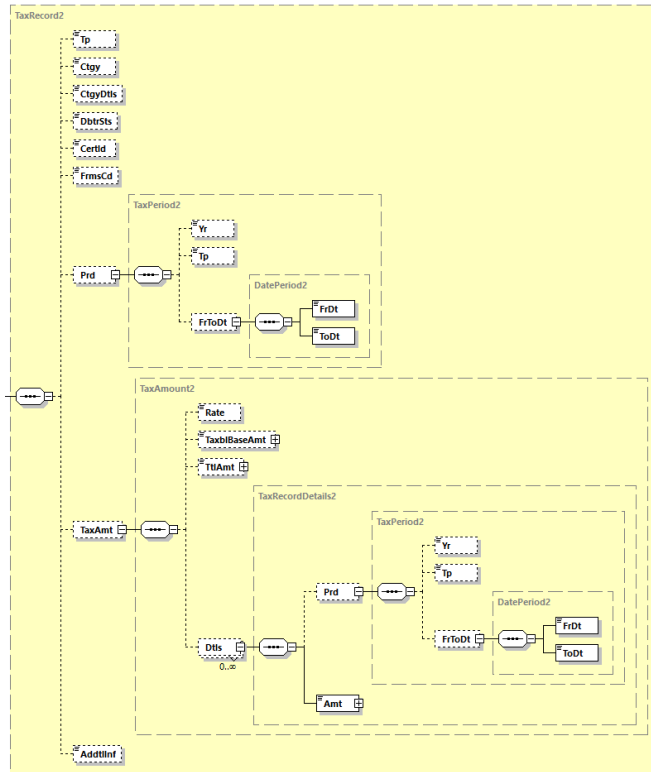 TaxRecord2
Tp
Ctgy
CtgyDtls
DbtrSts
CertId
FrmsCd
TaxPeriod2
Yr
Tp
Prd
DatePeriod2
FrDt
FrToDt
ToDt
TaxAmount2
Rate
TaxblBaseAmt
TtlAmt
TaxRecordDetails2
TaxPeriod2
TaxAmt
Yr
Tp
Prd
DatePeriod2
FrDt
FrToDt
Dtls
ToDt
0..∞
Amt
AddtlInf